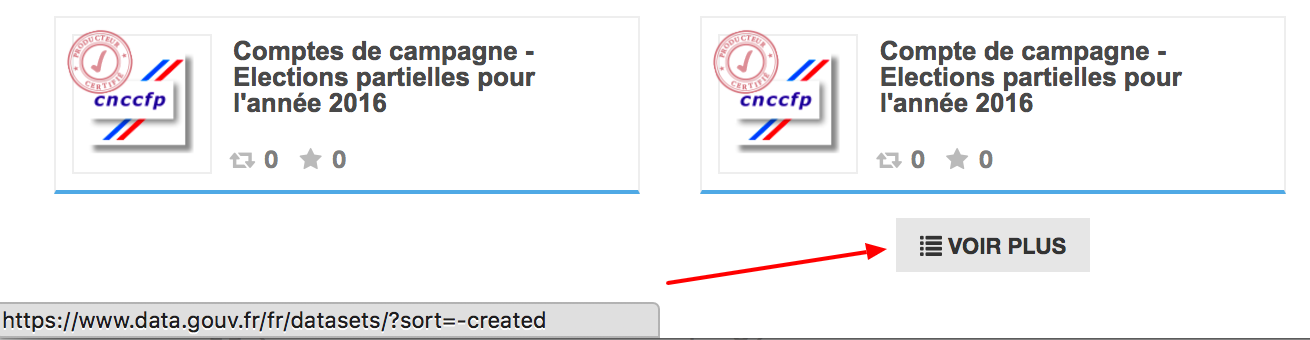 PRODUCTEUR
CERTIFIÉ
cnccfp
Comptes de campagne -
Elections partielles pour
l'année 2016
0 0
PRODUCTEUR
CERTIFIÉ
cnccfp
Compte de campagne -
Elections partielles pour
l'année 2016
0 0
VOIR PLUS
https://www.data.gouv.fr/fr/datasets/?sort=-created